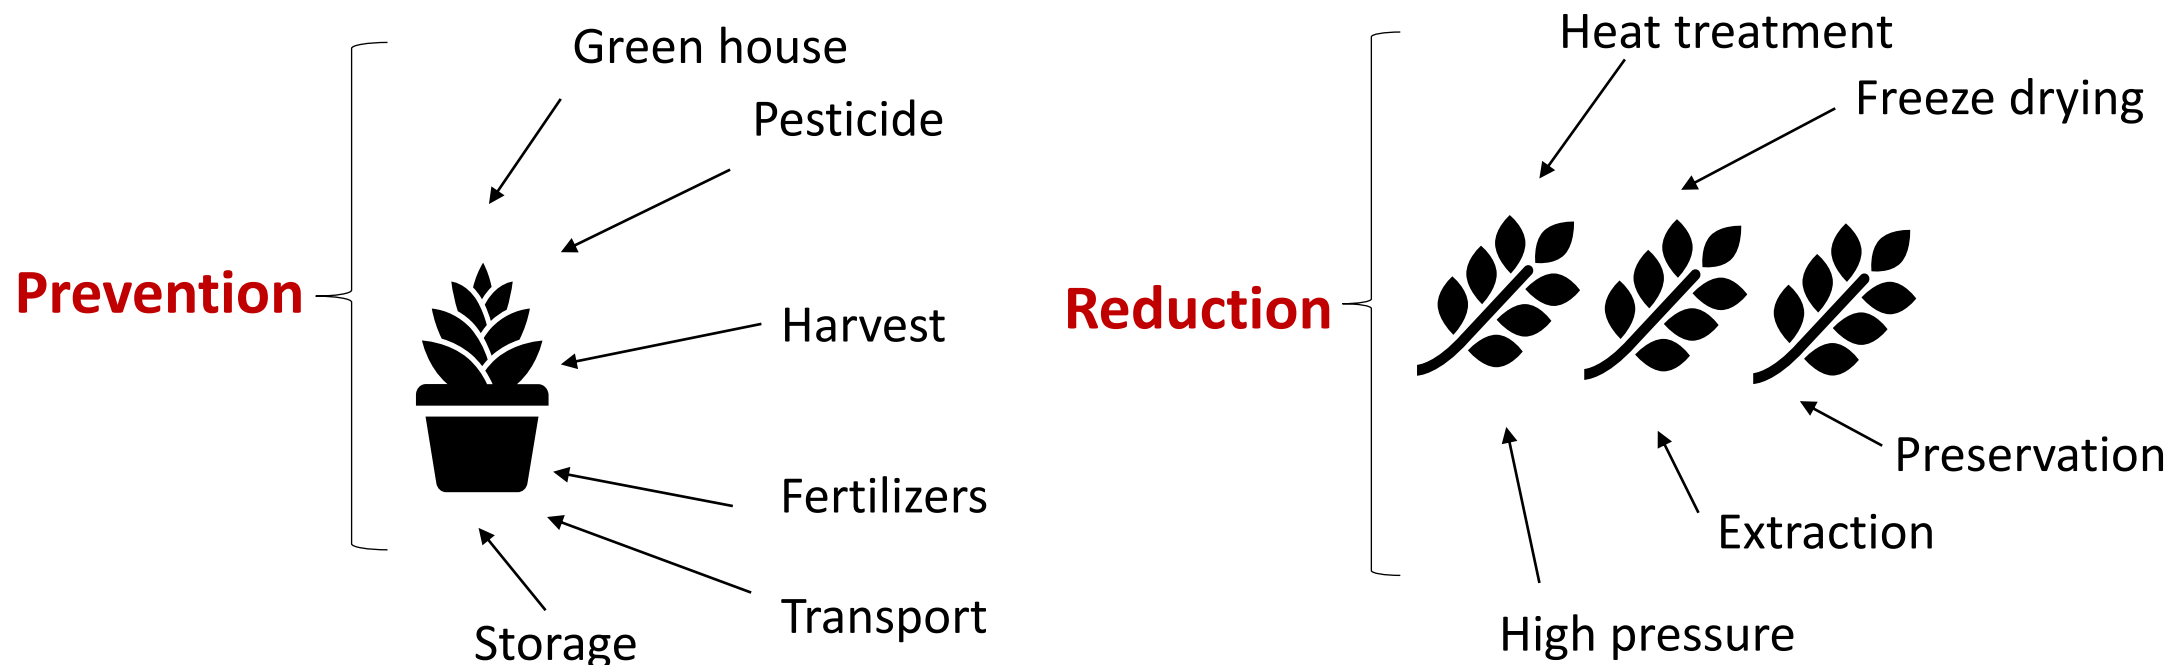 Prevention
Green house
Pesticide
Harvest
Fertilizers
Transport
Storage
Reduction
Heat treatment
Freeze drying
Preservation
Extraction
High pressure